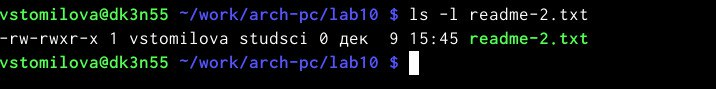 vstomilova@dk3n55 ~/work/arch-pc/lab10 $ ls -l readme-2.txt
-rw-rwxr-x 1 vstomilova studsci 0 дек  9 15:45 readme-2.txt
vstomilova@dk3n55 ~/work/arch-pc/lab10 $